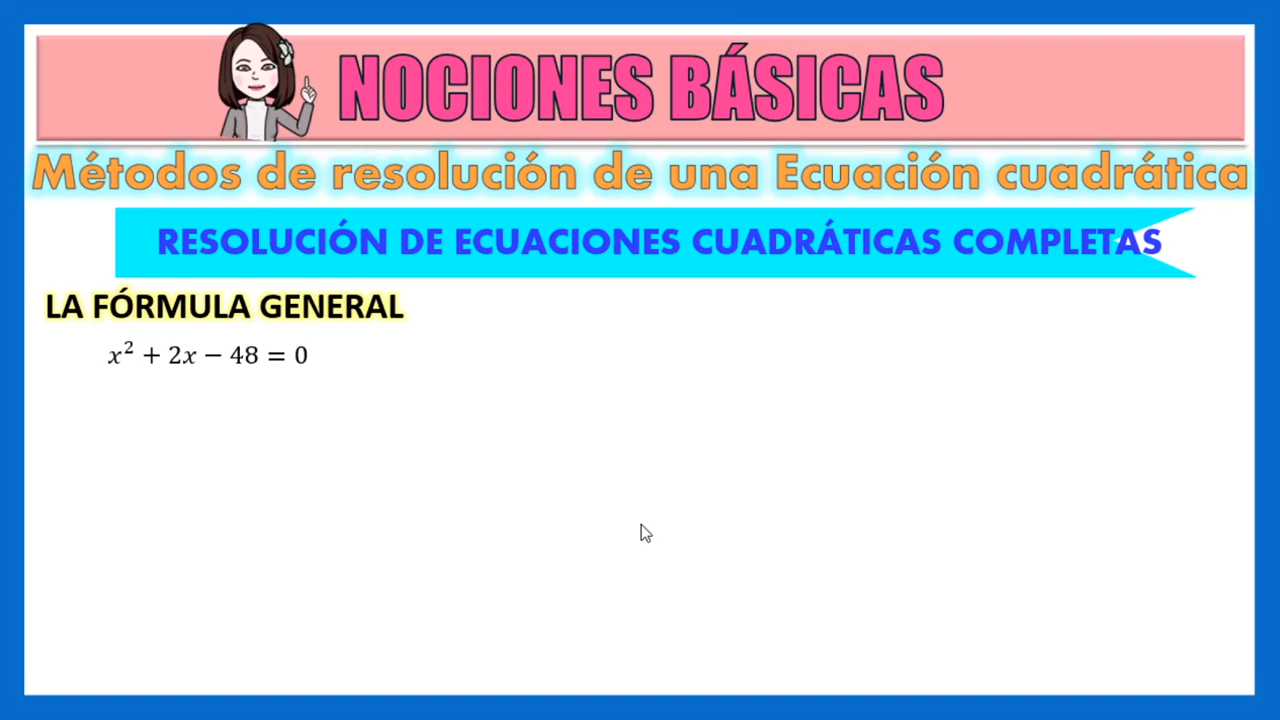 NOCIONES BÁSICAS
Métodos de resolución de una Ecuación cuadrática
RESOLUCIÓN DE ECUACIONES CUADRÁTICAS COMPLETAS
LA FÓRMULA GENERAL
x² + 2x − 48 = 0